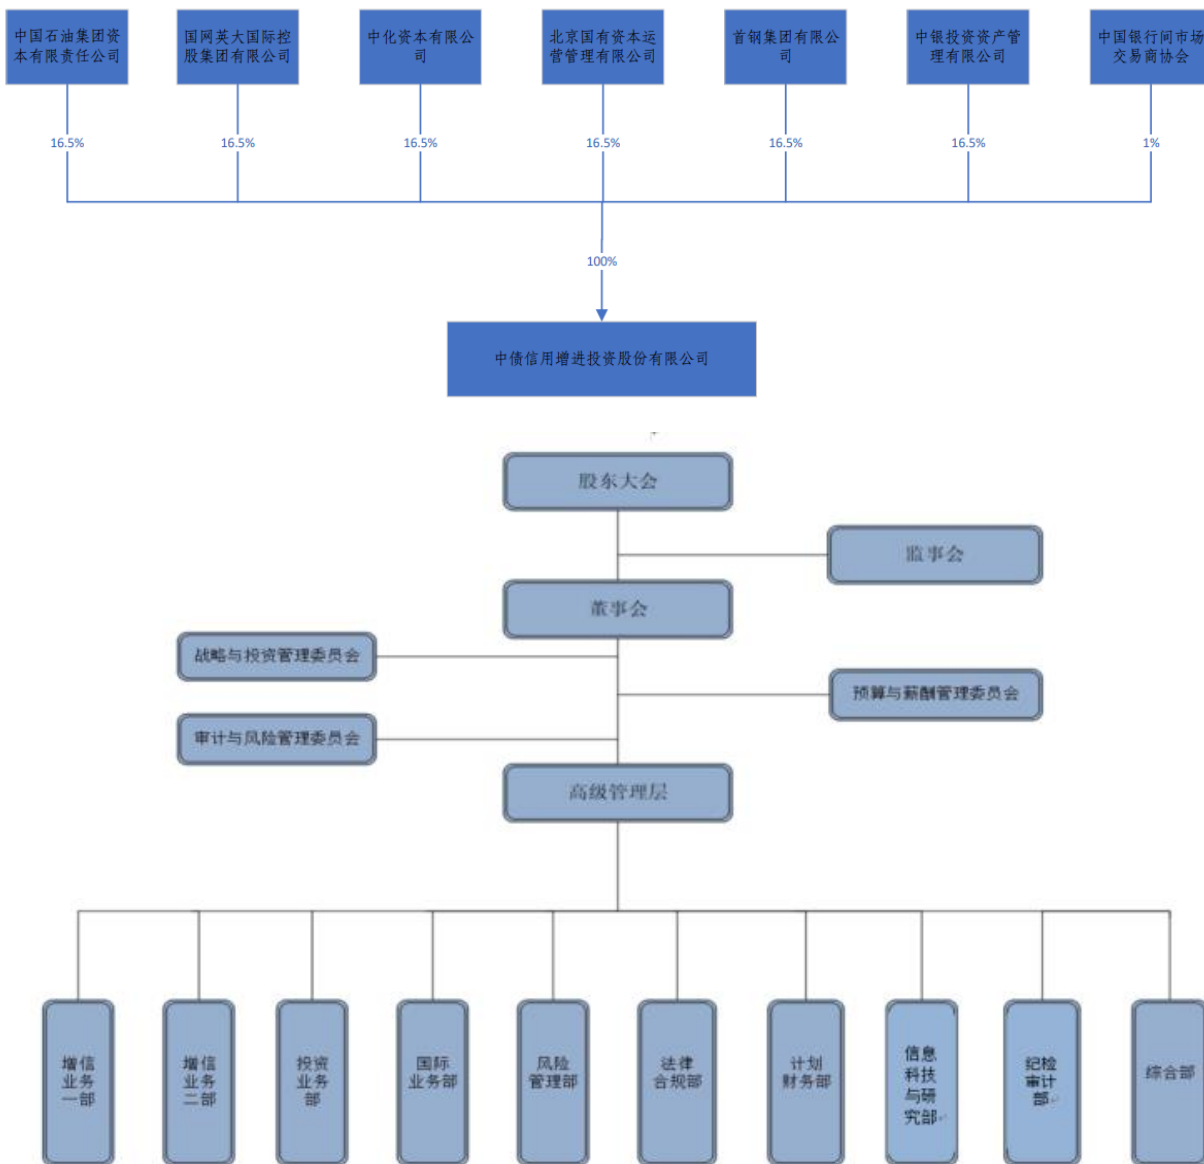 中国石油集团资
本有限责任公司
国网英大国际控
股集团有限公司
中化资本有限公
司
北京国有资本运
营管理有限公司
首钢集团有限公
司
中银投资资产管
理有限公司
中国银行间市场
交易商协会
16.5%
16.5%
16.5%
16.5%
16.5%
16.5%
1%
100%
中债信用增进投资股份有限公司
股东大会
监事会
董事会
战略与投资管理委员会
预算与薪酬管理委员会
审计与风险管理委员会
高级管理层
增信
业务
一部
增信
业务
二部
投资
业务
部
国际
业务部
风险
管理部
法律
合规部
计划
财务部
信息
科技
与研
究部
纪检
审计
部
综合部